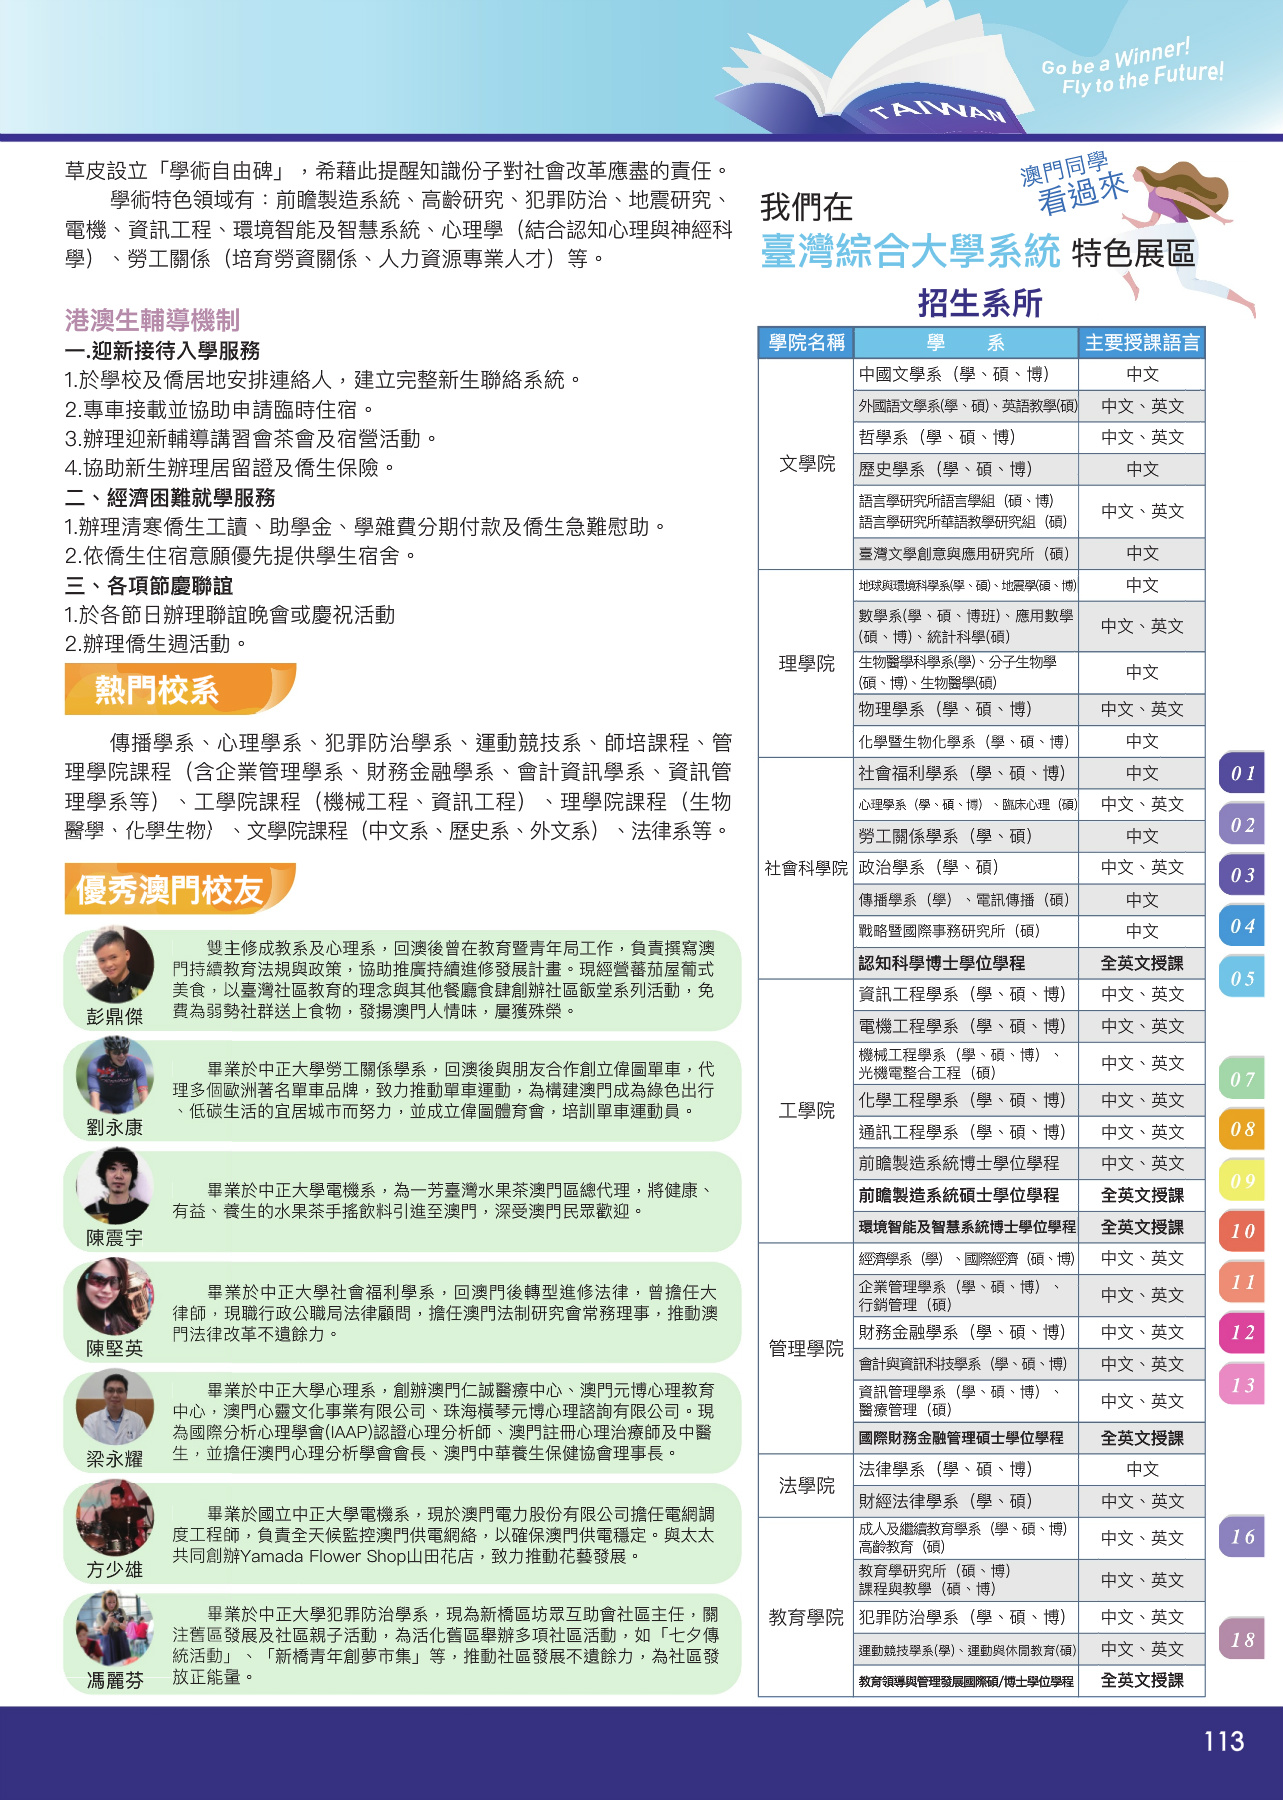 Go be a Winner!
Fly to the Future!
TAIWAN
草皮設立「學術自由碑」，希藉此提醒知識份子對社會改革應盡的責任。
學術特色領域有：前瞻製造系統、高齡研究、犯罪防治、地震研究、
電機、資訊工程、環境智能及智慧系統、心理學（結合認知心理與神經科
學）、勞工關係（培育勞資關係、人力資源專業人才）等。
港澳生輔導機制
一.迎新接待入學服務
1.於學校及僑居地安排連絡人，建立完整新生聯絡系統。
2.專車接載並協助申請臨時住宿。
3.辦理迎新輔導講習會茶會及宿營活動。
4.協助新生辦理居留證及僑生保險。
二、經濟困難就學服務
1.辦理清寒僑生工讀、助學金、學雜費分期付款及僑生急難慰助。
2.依僑生住宿意願優先提供學生宿舍。
三、各項節慶聯誼
1.於各節日辦理聯誼晚會或慶祝活動
2.辦理僑生週活動。
熱門校系
傳播學系、心理學系、犯罪防治學系、運動競技系、師培課程、管
理學院課程（含企業管理學系、財務金融學系、會計資訊學系、資訊管
理學系等）、工學院課程（機械工程、資訊工程）、理學院課程（生物
醫學、化學生物）、文學院課程（中文系、歷史系、外文系）、法律系等。
優秀澳門校友
雙主修成教系及心理系，回澳後曾在教育暨青年局工作，負責撰寫澳
門持續教育法規與政策，協助推廣持續進修發展計畫。現經營蕃茄屋葡式
美食，以臺灣社區教育的理念與其他餐廳食肆創辦社區飯堂系列活動，免
費為弱勢社群送上食物，發揚澳門人情味，屢獲殊榮。
彭鼎傑
畢業於中正大學勞工關係學系，回澳後與朋友合作創立偉圖單車，代
理多個歐洲著名單車品牌，致力推動單車運動，為構建澳門成為綠色出行
、低碳生活的宜居城市而努力，並成立偉圖體育會，培訓單車運動員。
劉永康
畢業於中正大學電機系，為一芳臺灣水果茶澳門區總代理，將健康、
有益、養生的水果茶手搖飲料引進至澳門，深受澳門民眾歡迎。
陳震宇
畢業於中正大學社會福利學系，回澳門後轉型進修法律，曾擔任大
律師，現職行政公職局法律顧問，擔任澳門法制研究會常務理事，推動澳
門法律改革不遺餘力。
陳堅英
畢業於中正大學心理系，創辦澳門仁誠醫療中心、澳門元博心理教育
中心，澳門心靈文化事業有限公司、珠海橫琴元博心理諮詢有限公司。現
為國際分析心理學會(IAAP)認證心理分析師、澳門註冊心理治療師及中醫
生，並擔任澳門心理分析學會會長、澳門中華養生保健協會理事長。
梁永耀
畢業於國立中正大學電機系，現於澳門電力股份有限公司擔任電網調
度工程師，負責全天候監控澳門供電網絡，以確保澳門供電穩定。與太太
共同創辦Yamada Flower Shop山田花店，致力推動花藝發展。
方少雄
畢業於中正大學犯罪防治學系，現為新橋區坊眾互助會社區主任，關
注舊區發展及社區親子活動，為活化舊區舉辦多項社區活動，如「七夕傳
統活動」、「新橋青年創夢市集」等，推動社區發展不遺餘力，為社區發
放正能量。
馮麗芬
澳門同學
看過來
我們在
臺灣綜合大學系統 特色展區
招生系所
學院名稱 學 系 主要授課語言
文學院
中國文學系（學、碩、博） 中文
外國語文學系(學、碩)、英語教學(碩) 中文、英文
哲學系（學、碩、博） 中文、英文
歷史學系（學、碩、博） 中文
語言學研究所語言學組（碩、博）
語言學研究所華語教學研究組（碩） 中文、英文
臺灣文學創意與應用研究所（碩） 中文
理學院
地球與環境科學系(學、碩)、地震學(碩、博) 中文
數學系(學、碩、博班)、應用數學
(碩、博)、統計科學(碩) 中文、英文
生物醫學科學系(學)、分子生物學
(碩、博)、生物醫學(碩) 中文
物理學系（學、碩、博） 中文、英文
化學暨生物化學系（學、碩、博） 中文
社會科學院
社會福利學系（學、碩、博） 中文
心理學系（學、碩、博）、臨床心理（碩） 中文、英文
勞工關係學系（學、碩） 中文
政治學系（學、碩） 中文、英文
傳播學系（學）、電訊傳播（碩） 中文
戰略暨國際事務研究所（碩） 中文
認知科學博士學位學程 全英文授課
工學院
資訊工程學系（學、碩、博） 中文、英文
電機工程學系（學、碩、博） 中文、英文
機械工程學系（學、碩、博）、
光機電整合工程（碩） 中文、英文
化學工程學系（學、碩、博） 中文、英文
通訊工程學系（學、碩、博） 中文、英文
前瞻製造系統博士學位學程 中文、英文
前瞻製造系統碩士學位學程 全英文授課
環境智能及智慧系統博士學位學程 全英文授課
管理學院
經濟學系（學）、國際經濟（碩、博） 中文、英文
企業管理學系（學、碩、博）、
行銷管理（碩） 中文、英文
財務金融學系（學、碩、博） 中文、英文
會計與資訊科技學系（學、碩、博） 中文、英文
資訊管理學系（學、碩、博）、
醫療管理（碩） 中文、英文
國際財務金融管理碩士學位學程 全英文授課
法學院
法律學系（學、碩、博） 中文
財經法律學系（學、碩） 中文、英文
教育學院
成人及繼續教育學系（學、碩、博）
高齡教育（碩） 中文、英文
教育學研究所（碩、博）
課程與教學（碩、博） 中文、英文
犯罪防治學系（學、碩、博） 中文、英文
運動競技學系(學)、運動與休閒教育(碩) 中文、英文
教育領導與管理發展國際碩/博士學位學程 全英文授課
01
02
03
04
05
07
08
09
10
11
12
13
16
18
113